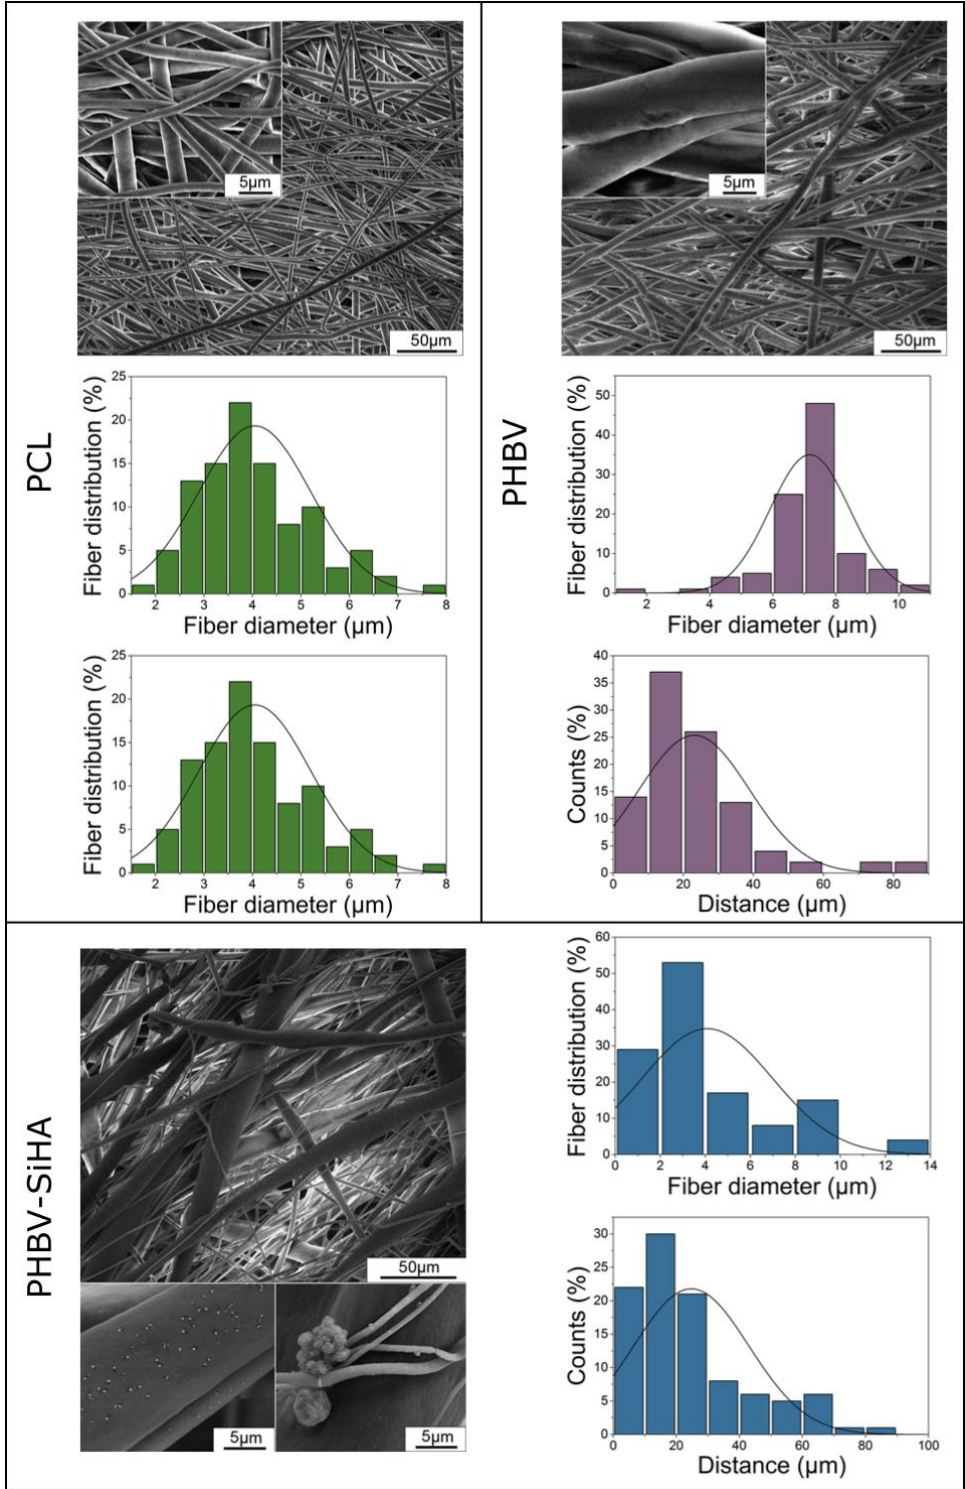 PCL
5µm
50µm
Fiber distribution (%)
25
20
15
10
5
0
2 3 4 5 6 7 8
Fiber diameter (µm)
Fiber distribution (%)
25
20
15
10
5
0
2 3 4 5 6 7 8
Fiber diameter (µm)
PHBV
5µm
50µm
Fiber distribution (%)
50
40
30
20
10
0
2 4 6 8 10
Fiber diameter (µm)
Counts (%)
40
35
30
25
20
15
10
5
0
0 20 40 60 80
Distance (µm)
PHBV-SiHA
50µm
5µm
5µm
Fiber distribution (%)
60
50
40
30
20
10
0
0 2 4 6 8 10 12 14
Fiber diameter (µm)
Counts (%)
30
25
20
15
10
5
0
0 20 40 60 80 100
Distance (µm)